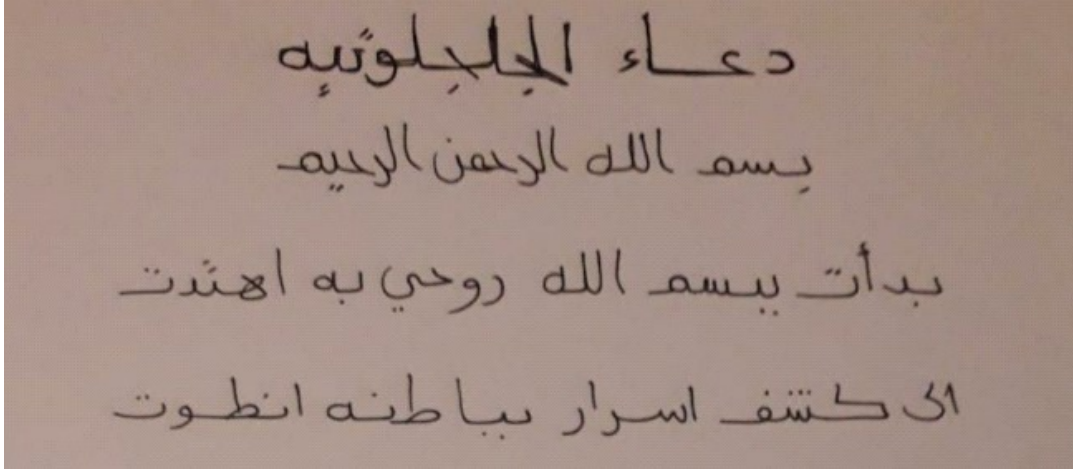 دعاء الجلجلوتيه
بسم الله الرحمن الرحيم
بدأت ببسم الله روحي به اهتدت
الى كشف اسرار بباطنه انطوت